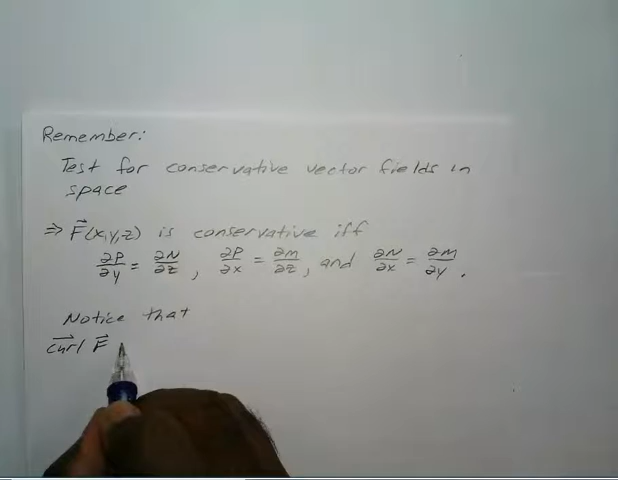 Remember:
Test for conservative vector fields in
space
⇒ F⃗(x,y,z) is conservative iff
∂P/∂y = ∂N/∂z , ∂P/∂x = ∂M/∂z , and ∂N/∂x = ∂M/∂y .
Notice that
curl⃗ F⃗